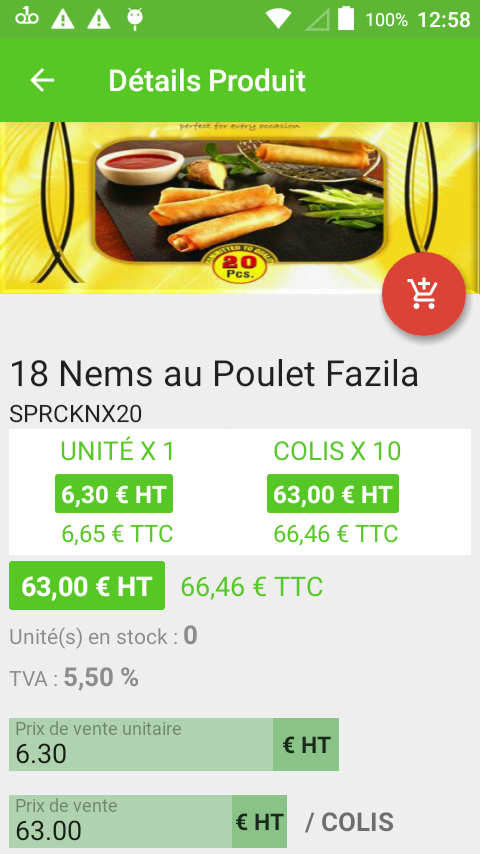 100% 12:58
Détails Produit
perfect for every occasion
20
Pcs.
18 Nems au Poulet Fazila
SPRCKNX20
UNITÉ X 1 COLIS X 10
6,30 € HT 63,00 € HT
6,65 € TTC 66,46 € TTC
63,00 € HT 66,46 € TTC
Unité(s) en stock : 0
TVA : 5,50 %
Prix de vente unitaire
6.30 € HT
Prix de vente
63.00 € HT / COLIS